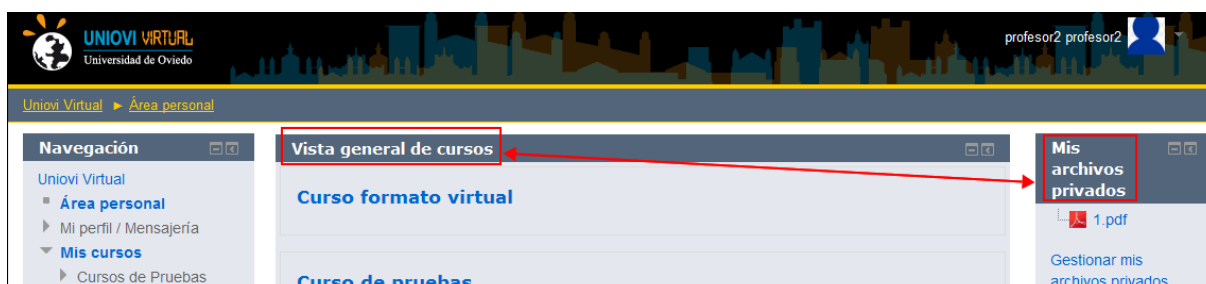 UNIOVI VIRTUAL
Universidad de Oviedo
profesor2 profesor2
Uniovi Virtual ► Área personal
Navegación
Uniovi Virtual
Área personal
Mi perfil / Mensajería
Mis cursos
Cursos de Pruebas
Vista general de cursos
Curso formato virtual
Curso de pruebas
Mis
archivos
privados
1.pdf
Gestionar mis
archivos privados